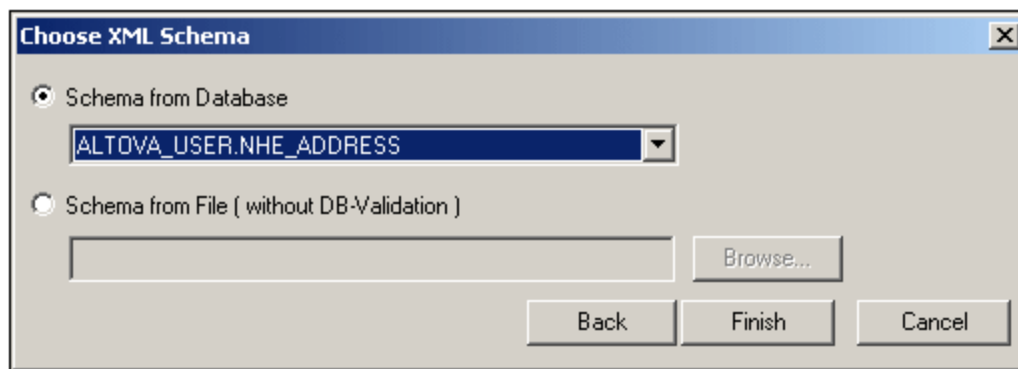 Choose XML Schema
Schema from Database
ALTOVA_USER.NHE_ADDRESS
Schema from File ( without DB-Validation )
Browse...
Back Finish Cancel